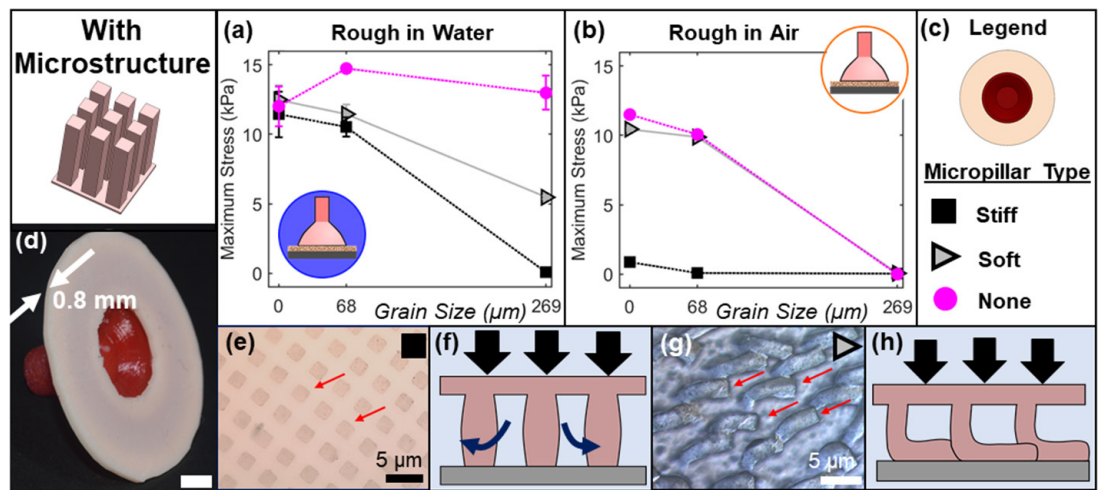 With
Microstructure
(a) Rough in Water
Maximum Stress (kPa)
15
10
5
0
0
68
269
Grain Size (μm)
(b) Rough in Air
Maximum Stress (kPa)
15
10
5
0
0
68
269
Grain Size (μm)
(c) Legend
Micropillar Type
Stiff
Soft
None
(d)
0.8 mm
(e)
5 μm
(f)
(g)
5 μm
(h)